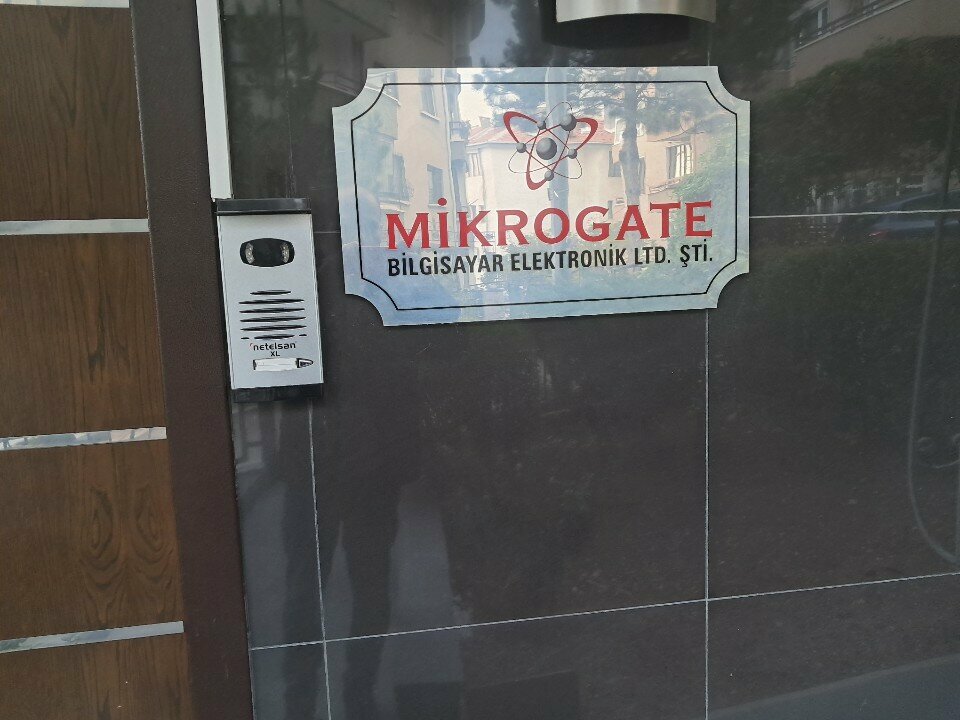 MİKROGATE
BİLGİSAYAR ELEKTRONİK LTD. ŞTİ.
netelsan
XL